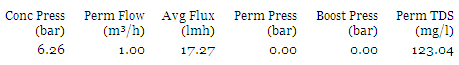 Conc Press Perm Flow Avg Flux Perm Press Boost Press Perm TDS
(bar) (m³/h) (lmh) (bar) (bar) (mg/l)
6.26 1.00 17.27 0.00 0.00 123.04